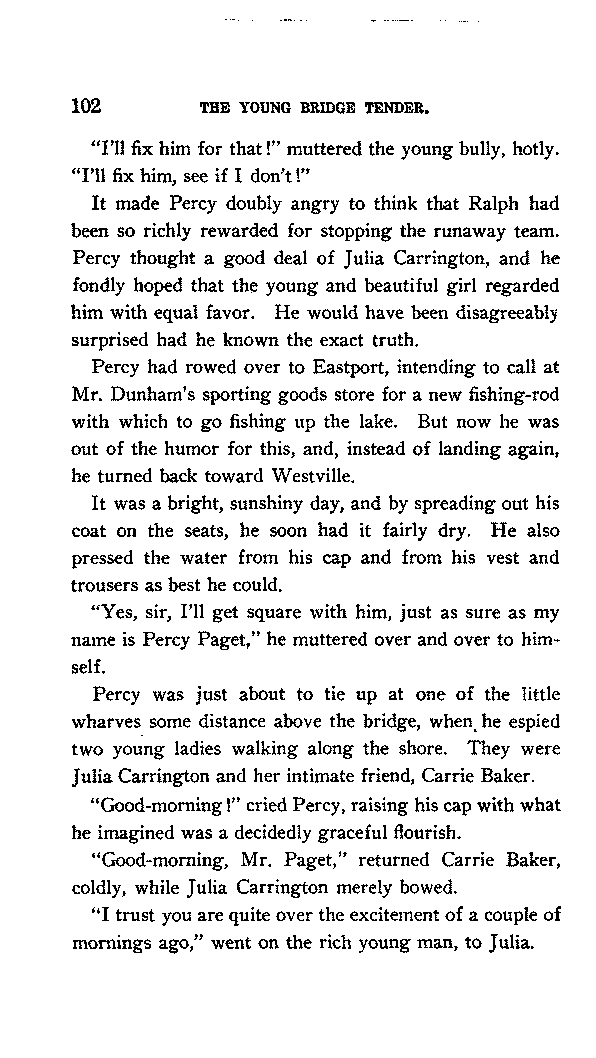 102 THE YOUNG BRIDGE TENDER.
“I’ll fix him for that!” muttered the young bully, hotly.
“I’ll fix him, see if I don’t!”
It made Percy doubly angry to think that Ralph had
been so richly rewarded for stopping the runaway team.
Percy thought a good deal of Julia Carrington, and he
fondly hoped that the young and beautiful girl regarded
him with equal favor. He would have been disagreeably
surprised had he known the exact truth.
Percy had rowed over to Eastport, intending to call at
Mr. Dunham’s sporting goods store for a new fishing-rod
with which to go fishing up the lake. But now he was
out of the humor for this, and, instead of landing again,
he turned back toward Westville.
It was a bright, sunshiny day, and by spreading out his
coat on the seats, he soon had it fairly dry. He also
pressed the water from his cap and from his vest and
trousers as best he could.
“Yes, sir, I’ll get square with him, just as sure as my
name is Percy Paget,” he muttered over and over to him-
self.
Percy was just about to tie up at one of the little
wharves some distance above the bridge, when he espied
two young ladies walking along the shore. They were
Julia Carrington and her intimate friend, Carrie Baker.
“Good-morning!” cried Percy, raising his cap with what
he imagined was a decidedly graceful flourish.
“Good-morning, Mr. Paget,” returned Carrie Baker,
coldly, while Julia Carrington merely bowed.
“I trust you are quite over the excitement of a couple of
mornings ago,” went on the rich young man, to Julia.